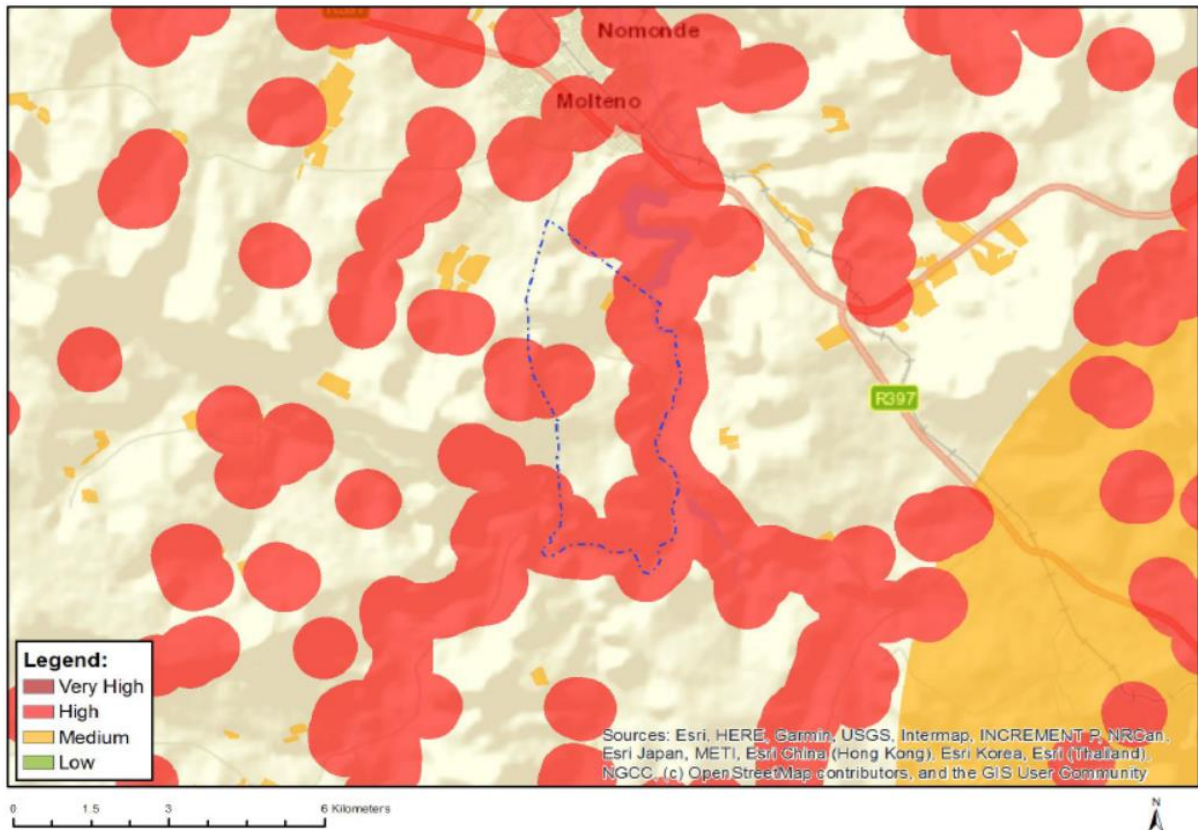 R397
Nomonde
Molteno
R397
Legend:
Very High
High
Medium
Low
Sources: Esri, HERE, Garmin, USGS, Intermap, INCREMENT P, NRCan,
Esri Japan, METI, Esri China (Hong Kong), Esri Korea, Esri (Thailand),
NGCC, (c) OpenStreetMap contributors, and the GIS User Community
0 1.5 3 6 Kilometers
N